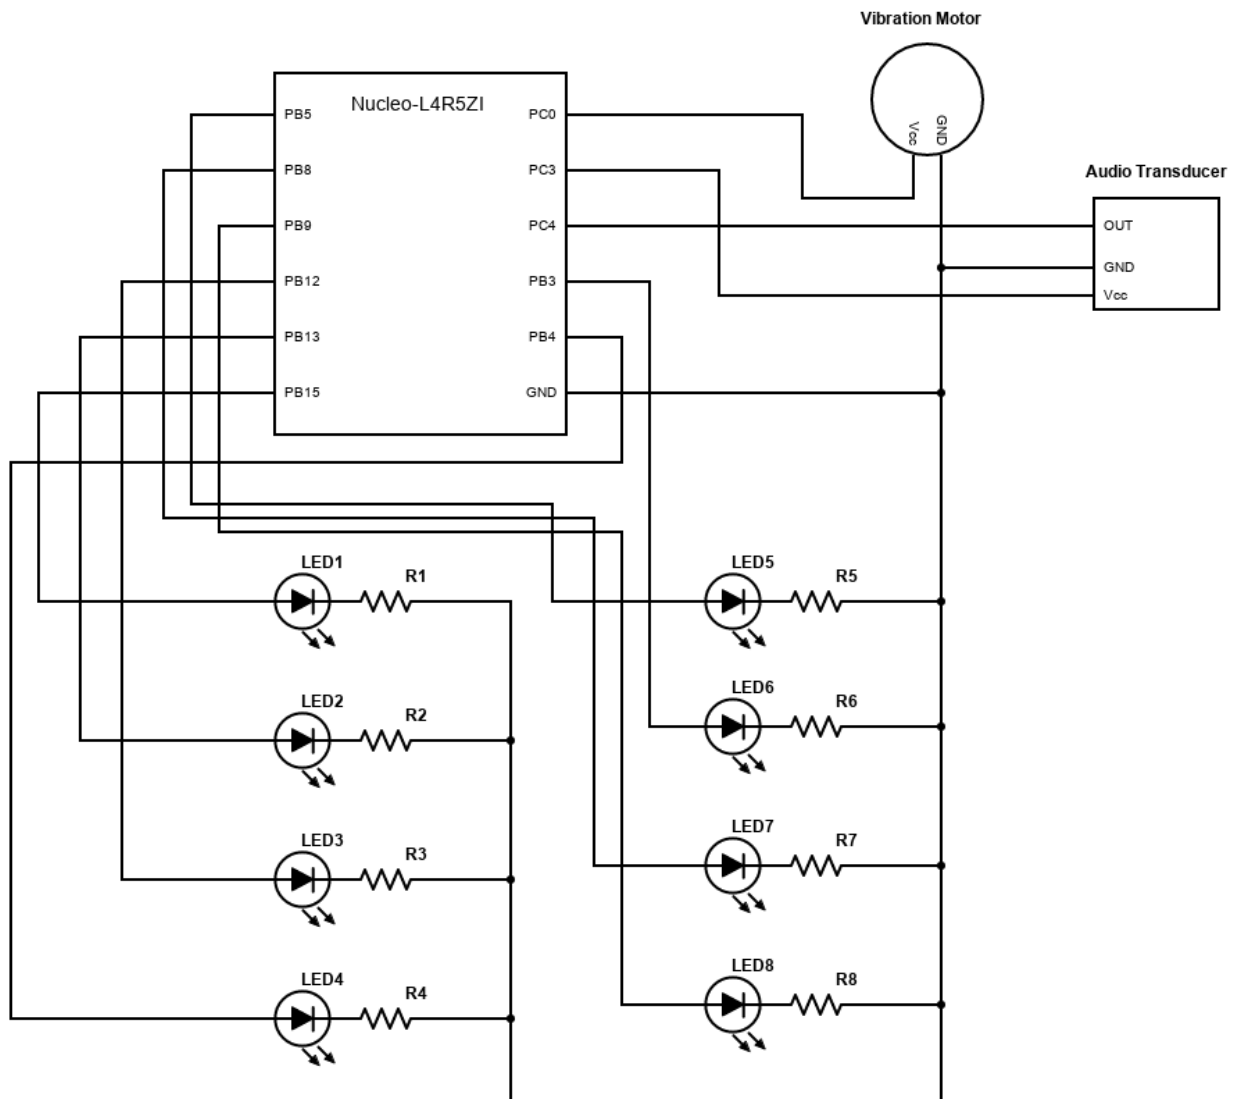 Vibration Motor
Nucleo-L4R5ZI
PB5
PC0
Vcc
GND
PB8
PC3
Audio Transducer
PB9
PC4
OUT
PB12
PB3
GND
Vcc
PB13
PB4
PB15
GND
LED1
R1
LED5
R5
LED2
R2
LED6
R6
LED3
R3
LED7
R7
LED4
R4
LED8
R8